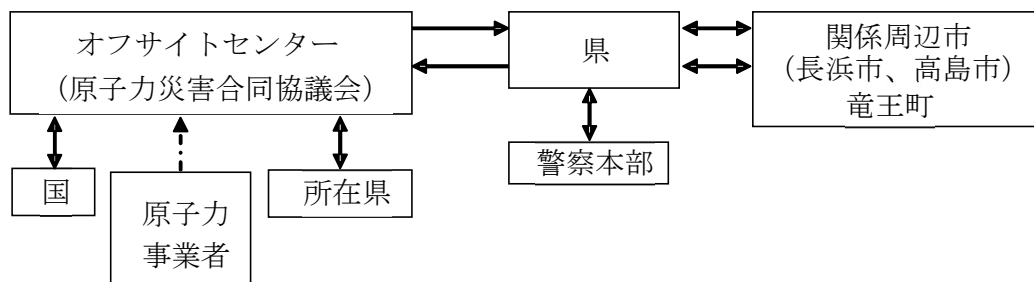 オフサイトセンター
（原子力災害合同協議会）
県
関係周辺市
（長浜市、高島市）
竜王町
国
原子力
事業者
所在県
警察本部